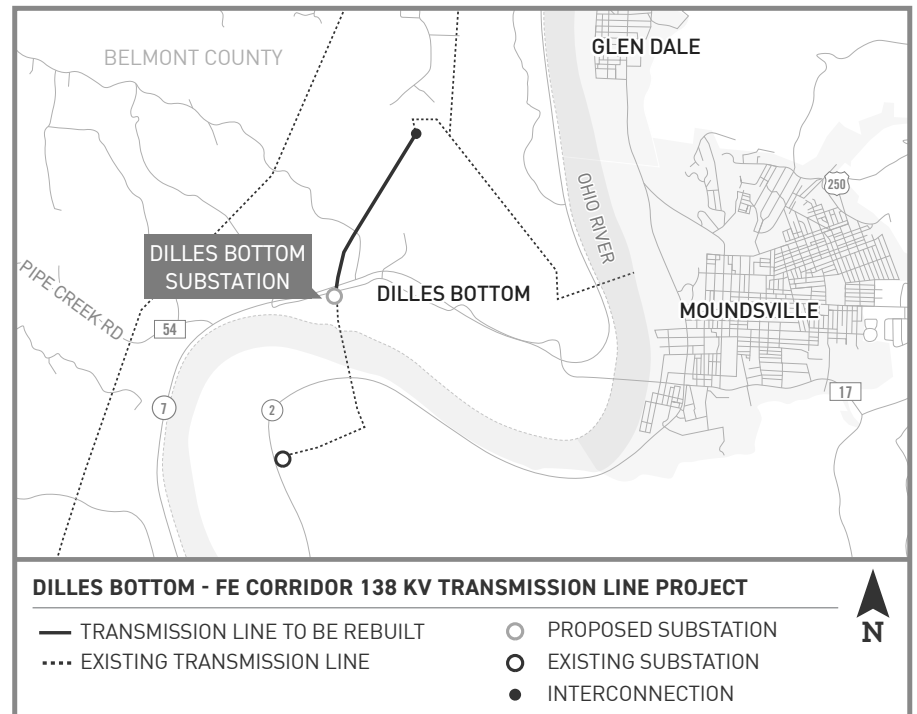 BELMONT COUNTY
GLEN DALE
250
OHIO RIVER
DILLES BOTTOM
SUBSTATION
DILLES BOTTOM
PIPE CREEK RD
54
MOUNDSVILLE
7
2
17
DILLES BOTTOM - FE CORRIDOR 138 KV TRANSMISSION LINE PROJECT
TRANSMISSION LINE TO BE REBUILT
EXISTING TRANSMISSION LINE
PROPOSED SUBSTATION
EXISTING SUBSTATION
INTERCONNECTION
N